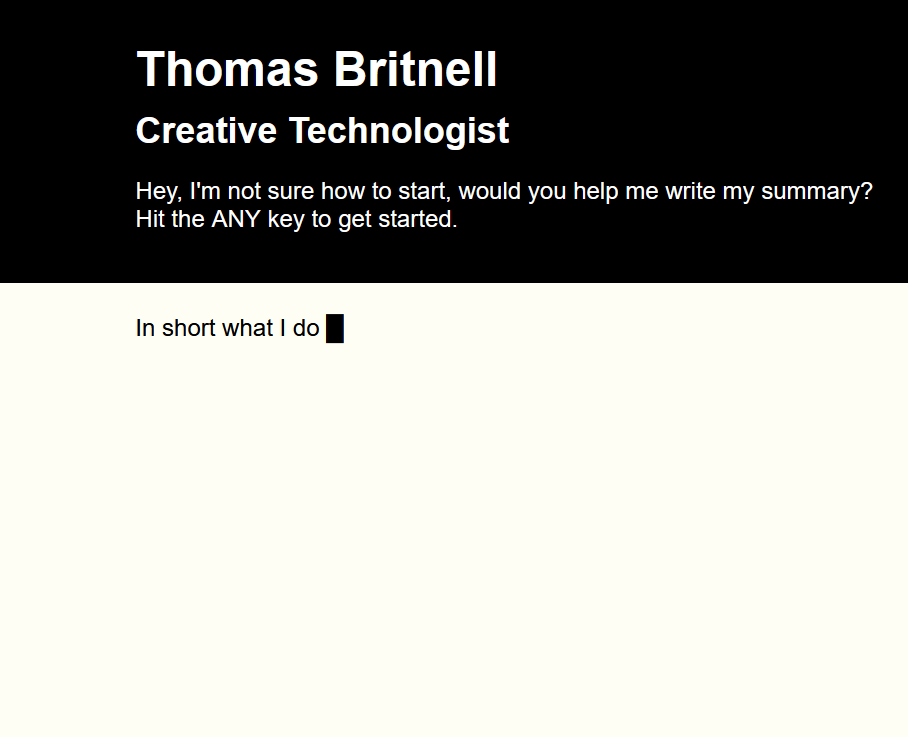 Thomas Britnell
Creative Technologist
Hey, I'm not sure how to start, would you help me write my summary?
Hit the ANY key to get started.
In short what I do